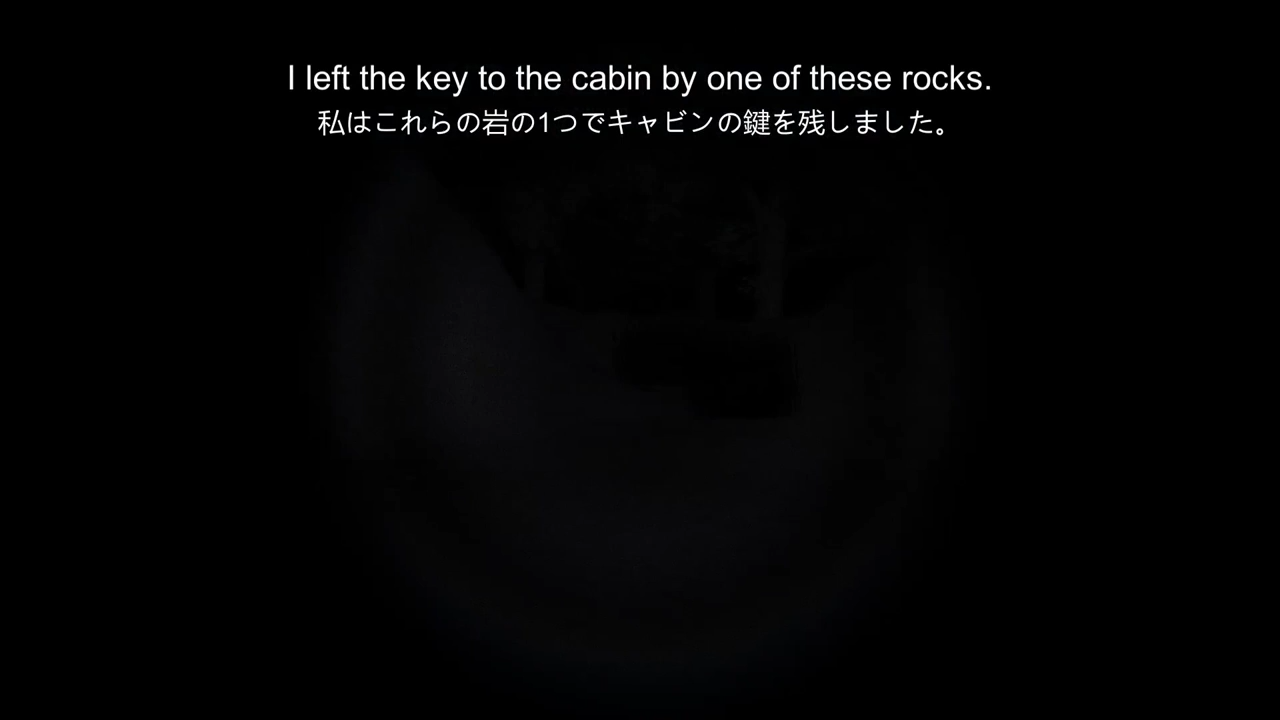 I left the key to the cabin by one of these rocks.
私はこれらの岩の1つでキャビンの鍵を残しました。